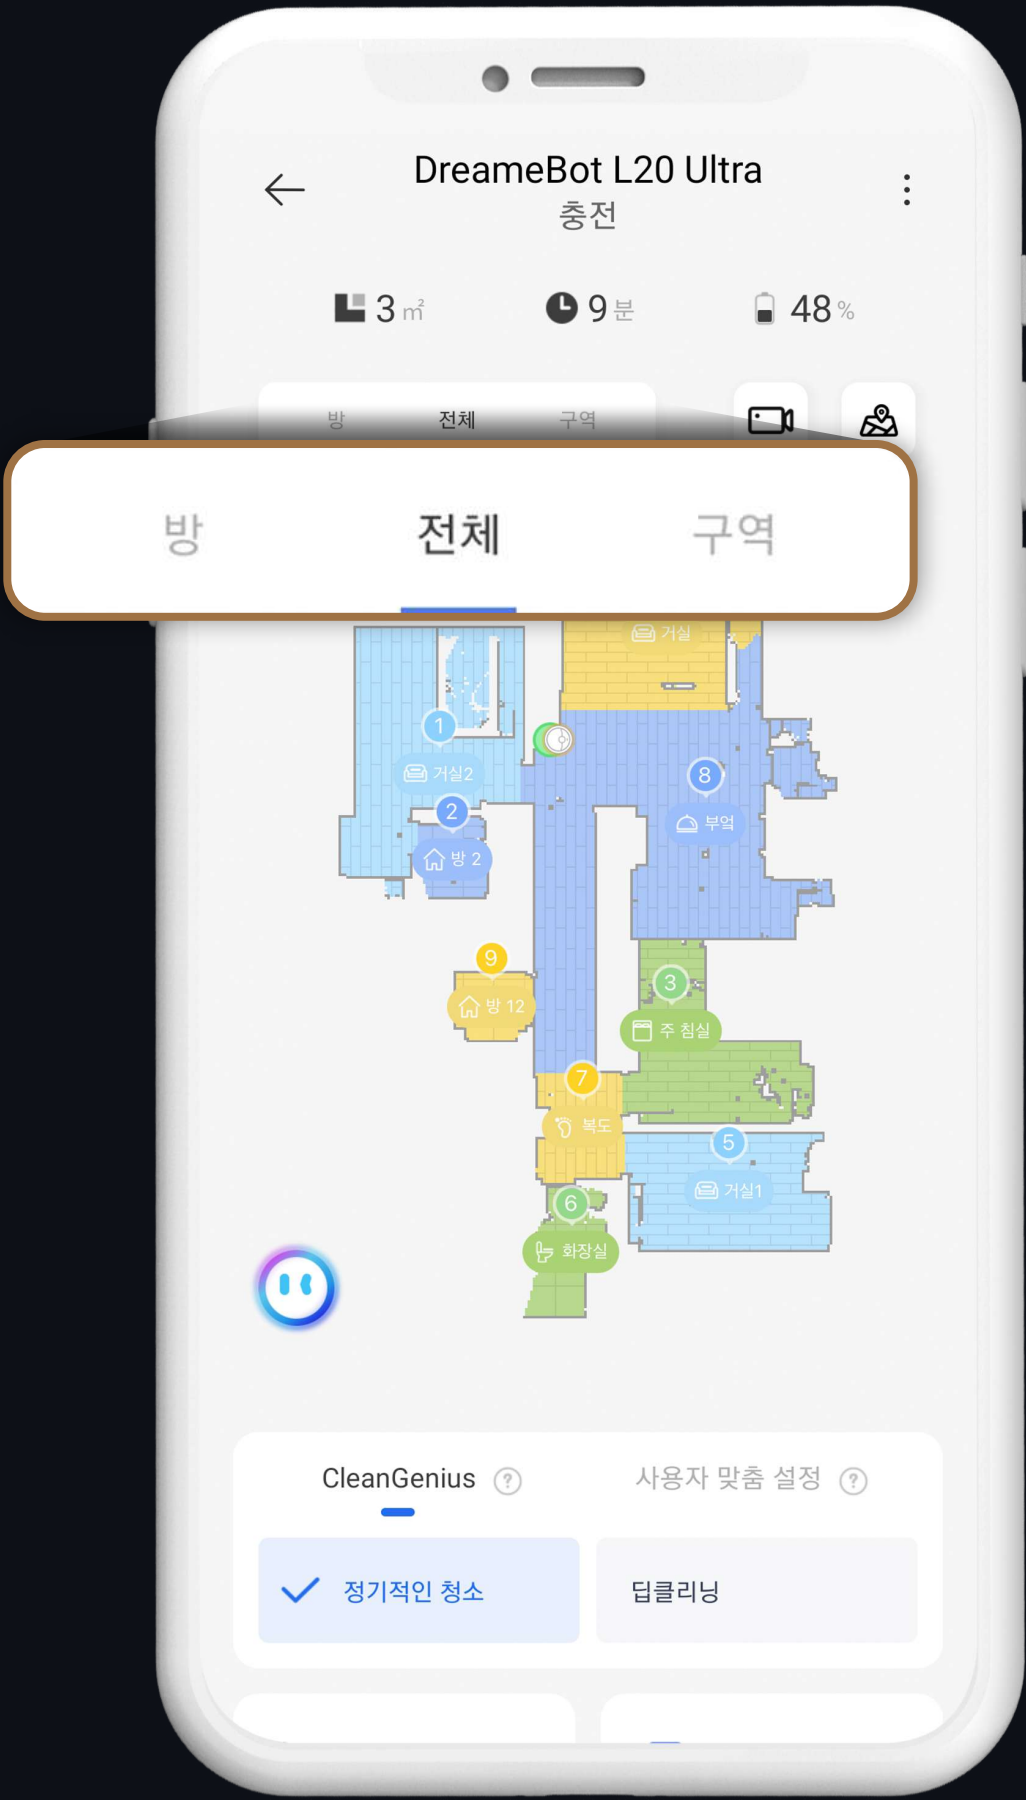 DreameBot L20 Ultra
충전
3 ㎡
9 분
48 %
방 전체 구역
방 전체 구역
거실
1
거실2
8
부엌
2
방 2
9
방 12
3
주 침실
7
복도
5
거실1
6
화장실
CleanGenius ?
사용자 맞춤 설정 ?
정기적인 청소
딥클리닝